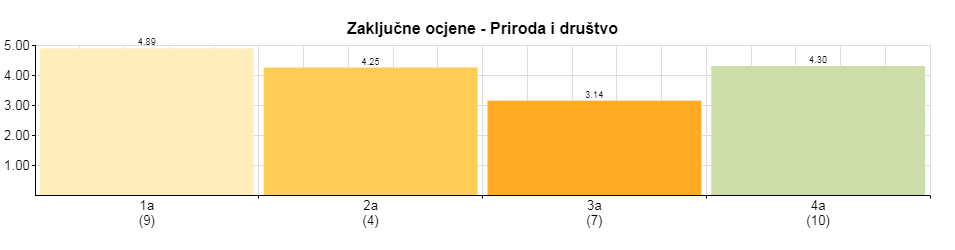 Zaključne ocjene - Priroda i društvo
5.00
4.00
3.00
2.00
1.00
4.89
4.25
3.14
4.30
1a
(9)
2a
(4)
3a
(7)
4a
(10)